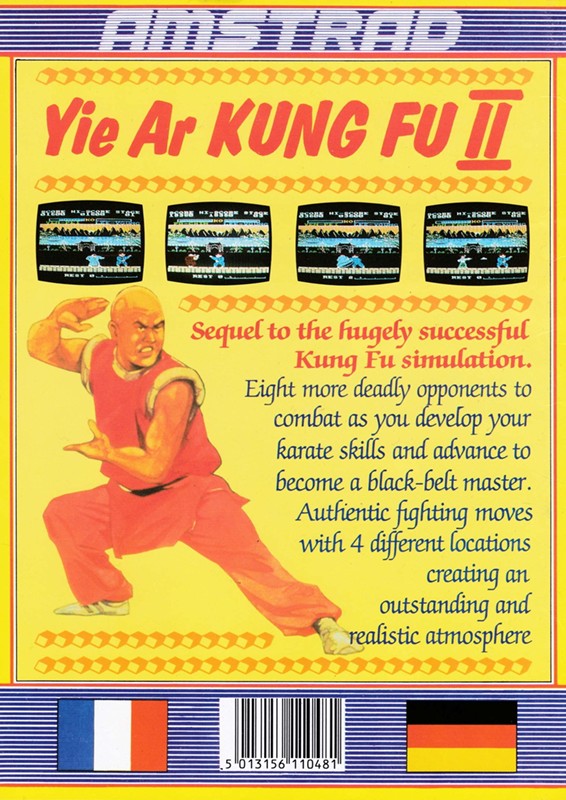 AMSTRAD
Yie Ar KUNG FU II
Sequel to the hugely successful
Kung Fu simulation.
Eight more deadly opponents to
combat as you develop your
karate skills and advance to
become a black-belt master.
Authentic fighting moves
with 4 different locations
creating an
outstanding and
realistic atmosphere
5 013156 110481